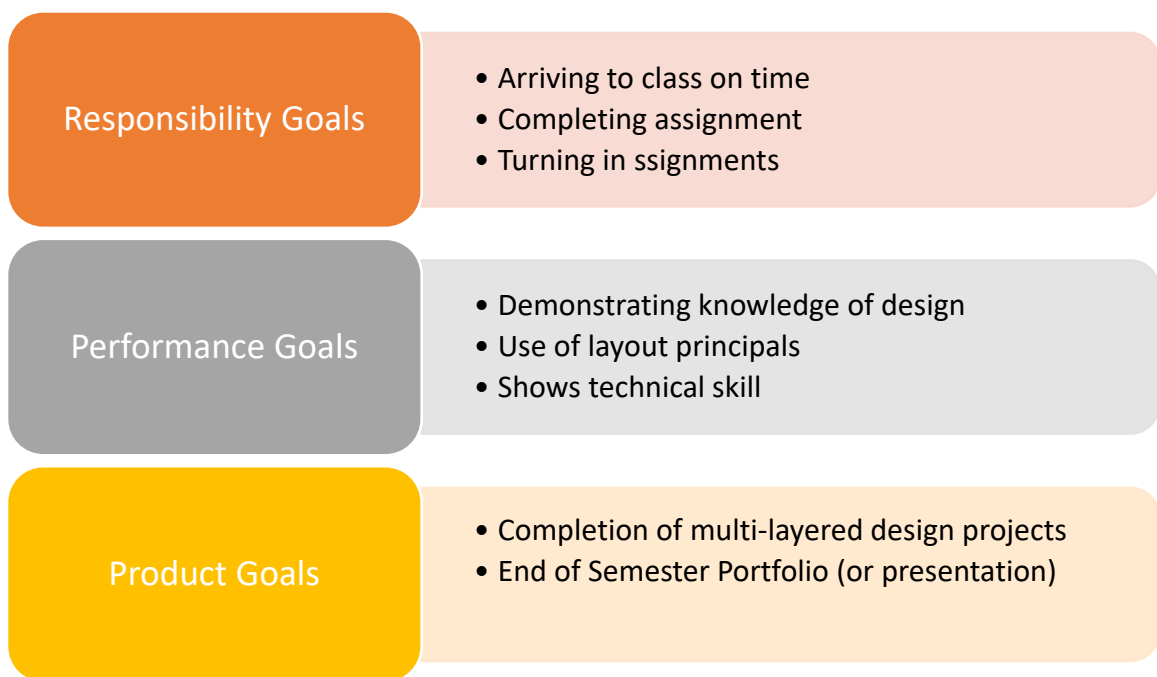 Responsibility Goals
• Arriving to class on time
• Completing assignment
• Turning in ssignments
Performance Goals
• Demonstrating knowledge of design
• Use of layout principals
• Shows technical skill
Product Goals
• Completion of multi-layered design projects
• End of Semester Portfolio (or presentation)